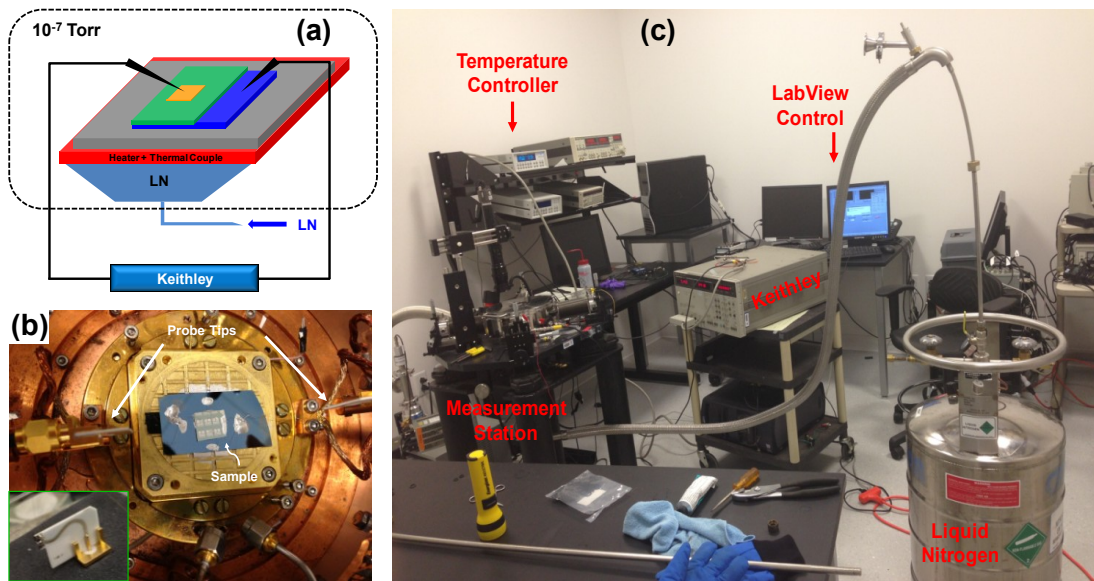 (a)
10-7 Torr
Heater + Thermal Couple
LN
LN
Keithley
(b)
Probe Tips
Sample
(c)
Temperature
Controller
LabView
Control
Keithley
Measurement
Station
Liquid
Nitrogen